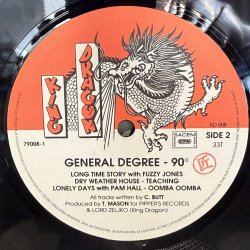 KING
DRAGON
KD 008
SACEM
SIDE 2
33T
79008-1
GENERAL DEGREE - 90°
LONG TIME STORY with FUZZY JONES
DRY WEATHER HOUSE - TEACHING
LONELY DAYS with PAM HALL - OOMBA OOMBA
All tracks written by C. BUTT
Produced by T. MASON for PIPPER'S RECORDS
& LORD ZELJKO (King Dragon)